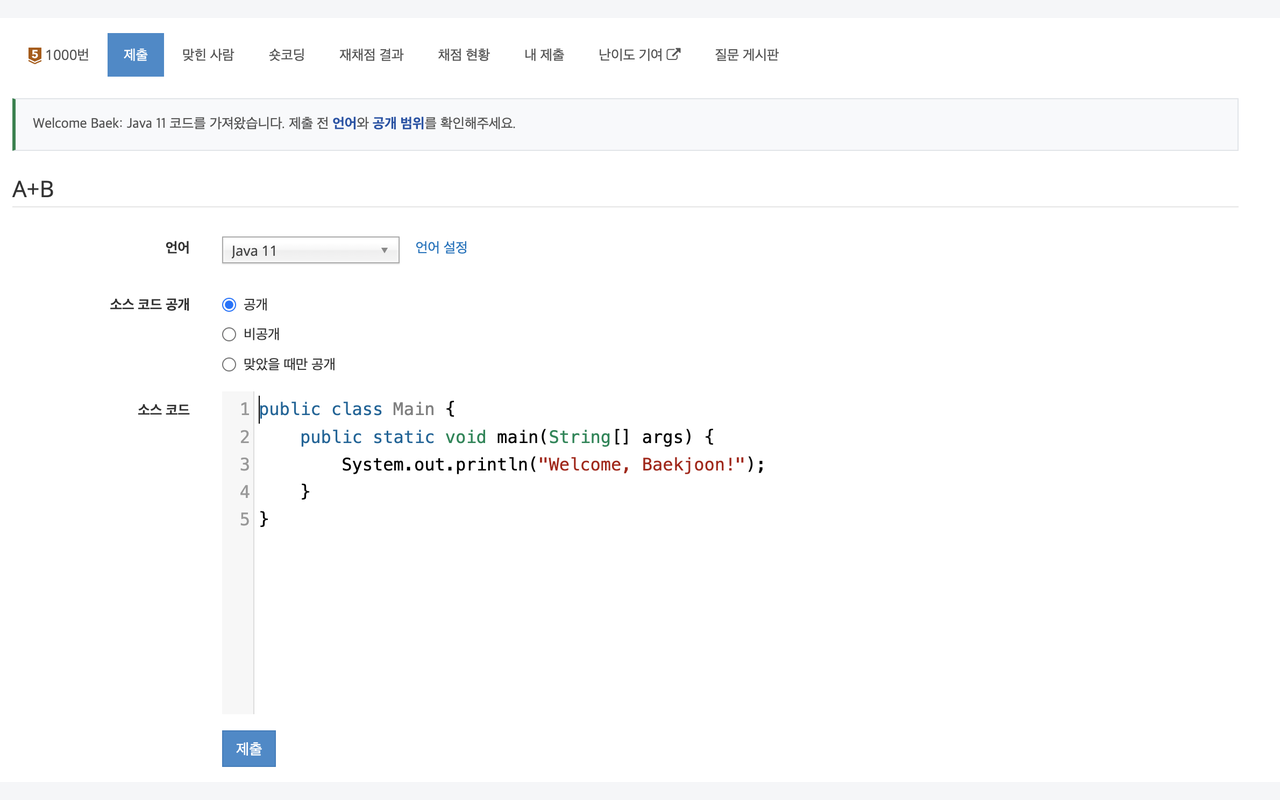 5 1000번 제출 맞힌 사람 숏코딩 재채점 결과 채점 현황 내 제출 난이도 기여 질문 게시판
Welcome Baek: Java 11 코드를 가져왔습니다. 제출 전 언어와 공개 범위를 확인해주세요.
A+B
언어 Java 11 언어 설정
소스 코드 공개 공개
비공개
맞았을 때만 공개
소스 코드
1 public class Main {
2     public static void main(String[] args) {
3         System.out.println("Welcome, Baekjoon!");
4     }
5 }
제출